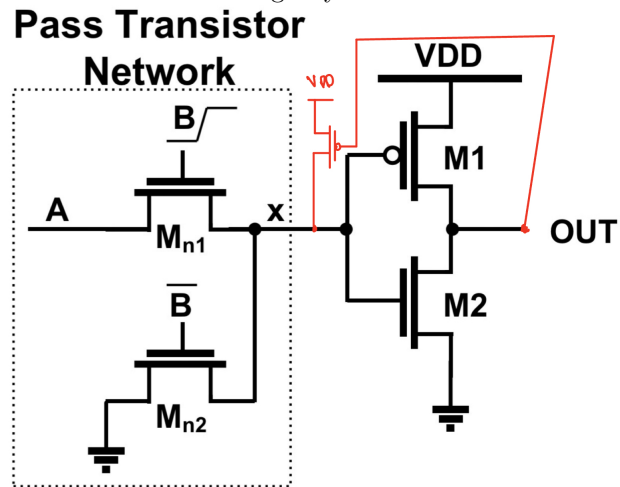 Pass Transistor
Network
VDD
VDD
B
M1
A
x
Mn1
OUT
B
M2
Mn2